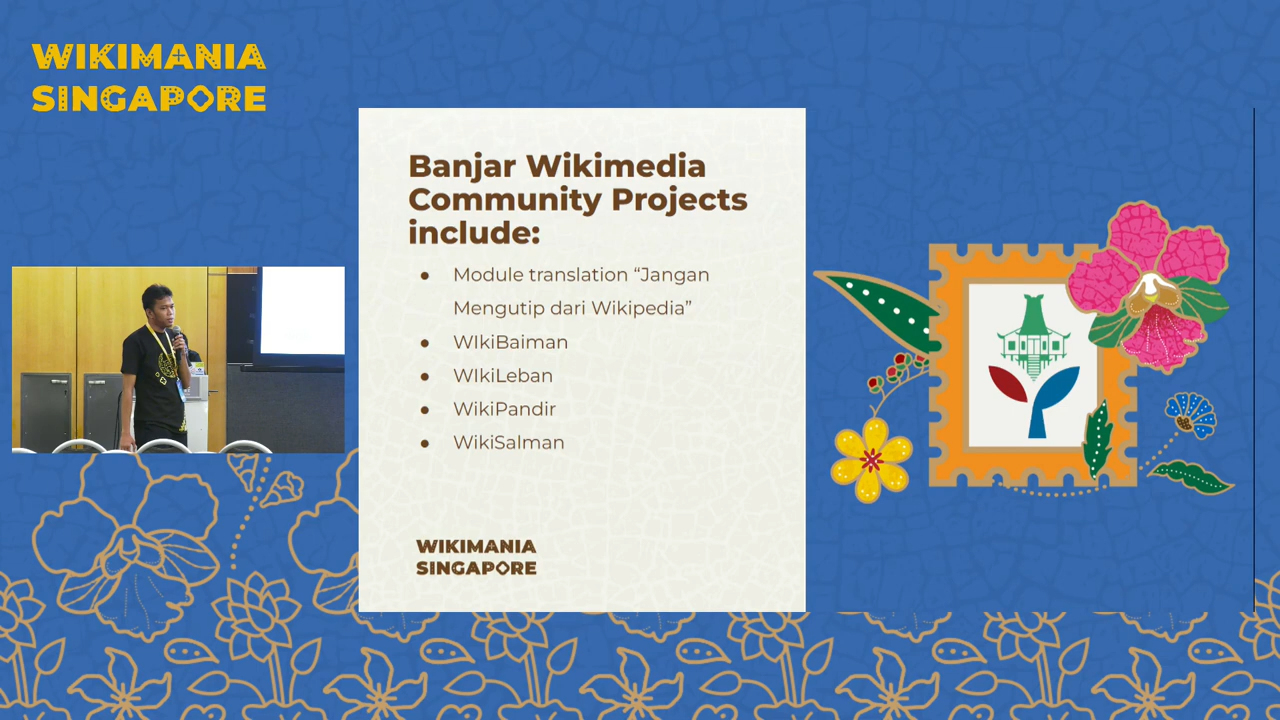 WIKIMANIA
SINGAPORE
Banjar Wikimedia
Community Projects
include:
● Module translation “Jangan
Mengutip dari Wikipedia”
● WIkiBaiman
● WIkiLeban
● WikiPandir
● WikiSalman
WIKIMANIA
SINGAPORE